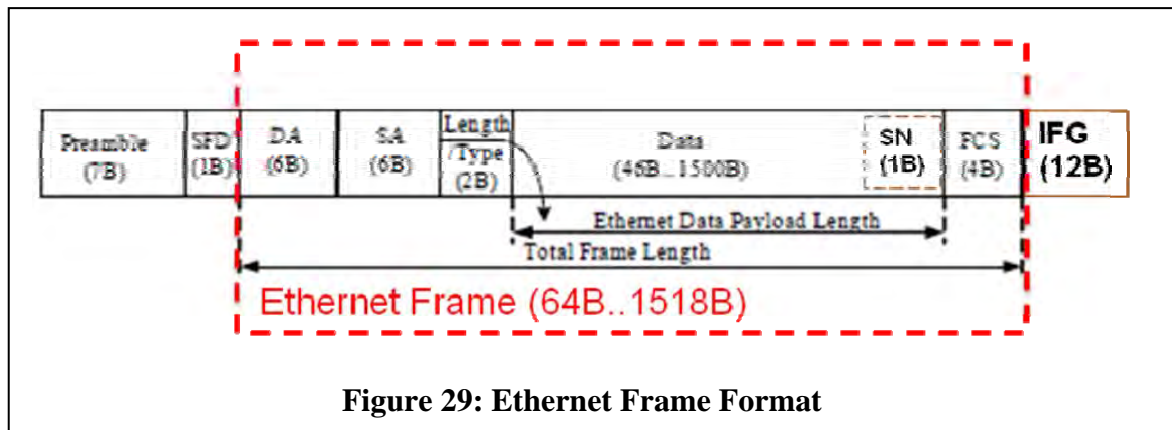 Preamble
(7B)
SFD
(1B)
DA
(6B)
SA
(6B)
Length
/Type
(2B)
Data
(46B...1500B)
SN
(1B)
FCS
(4B)
IFG
(12B)
Ethernet Data Payload Length
Total Frame Length
Ethernet Frame (64B..1518B)
Figure 29: Ethernet Frame Format